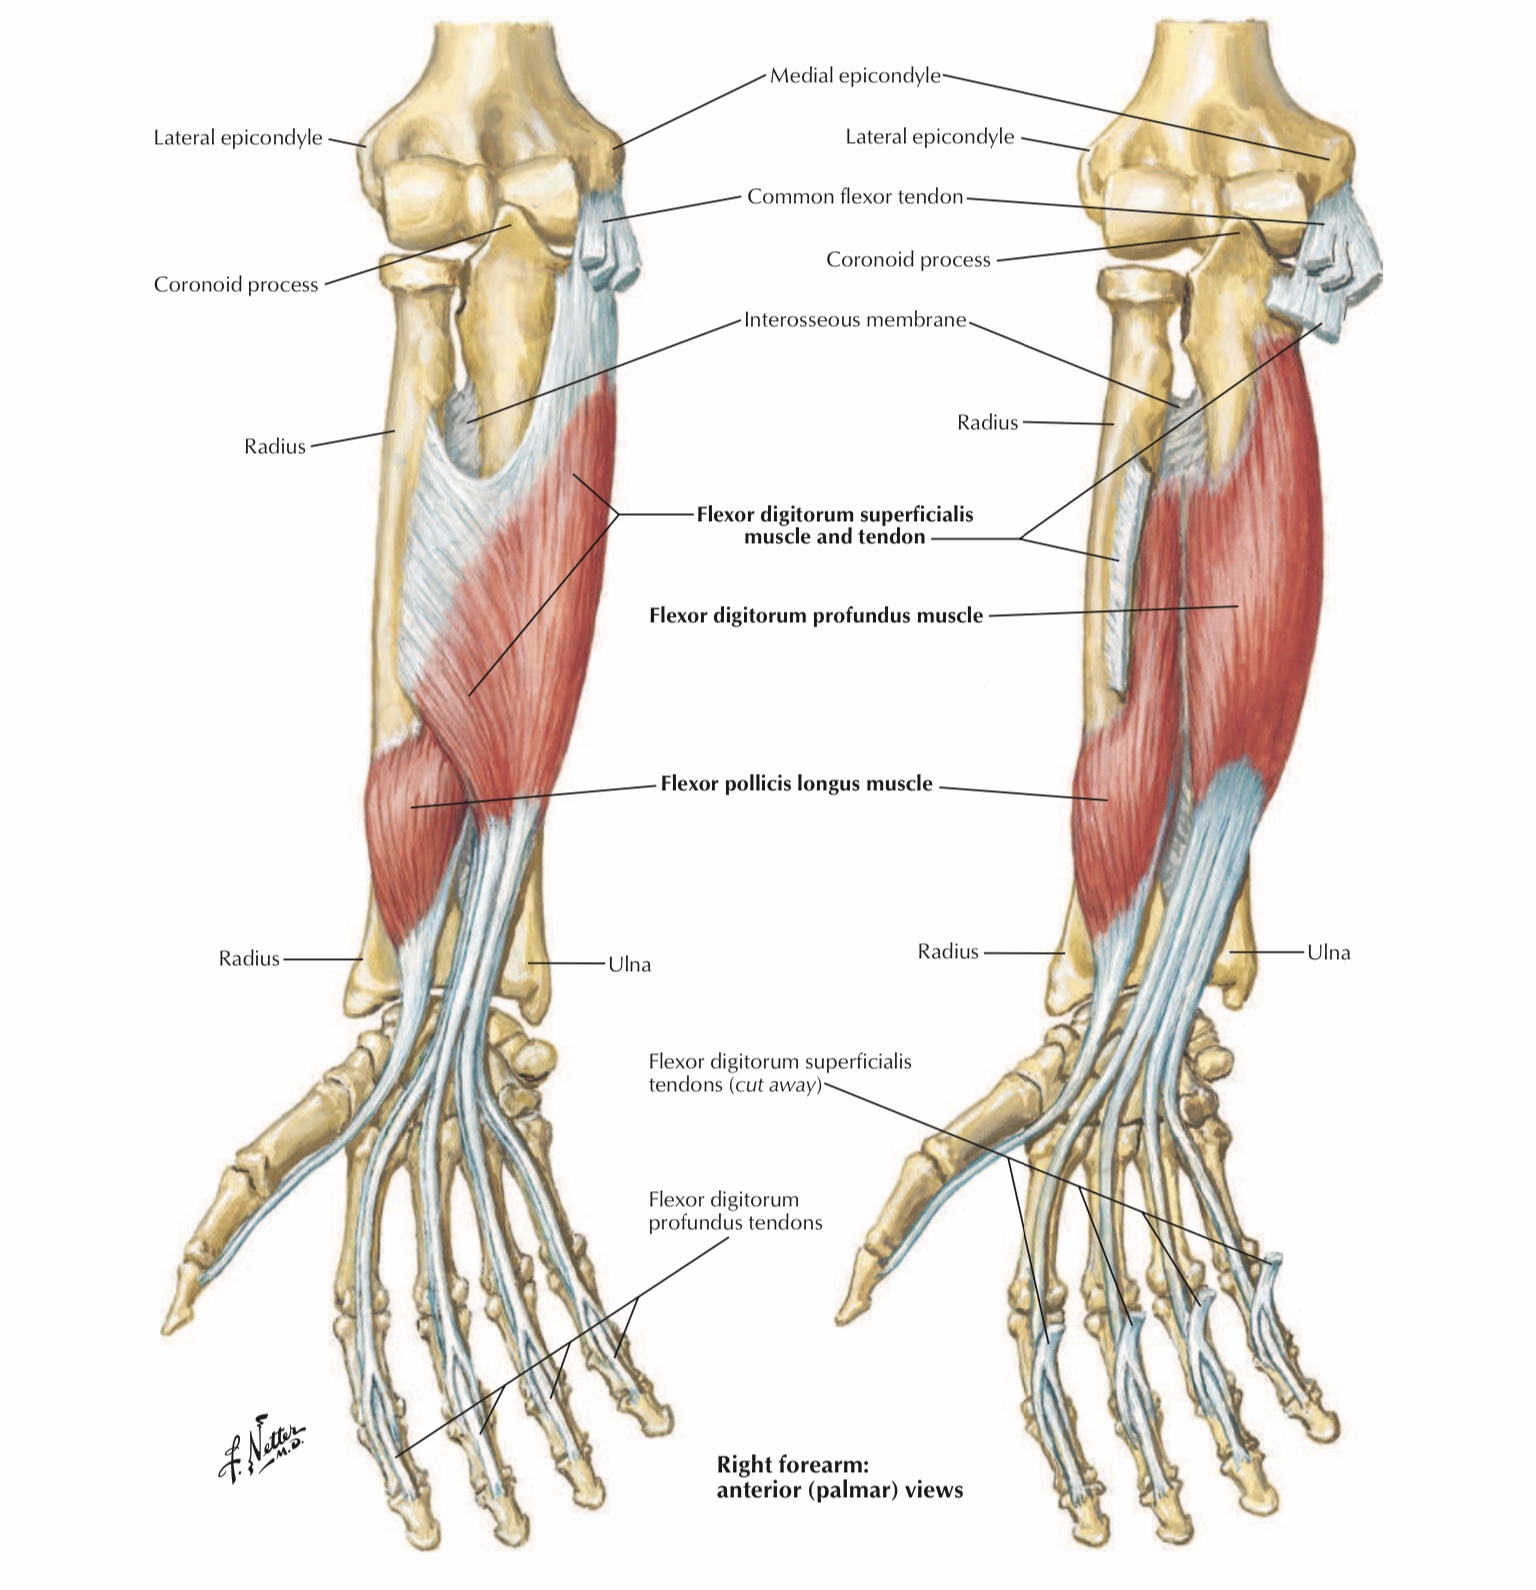 Medial epicondyle
Lateral epicondyle
Lateral epicondyle
Common flexor tendon
Coronoid process
Coronoid process
Interosseous membrane
Radius
Radius
Flexor digitorum superficialis
muscle and tendon
Flexor digitorum profundus muscle
Flexor pollicis longus muscle
Radius
Ulna
Radius
Ulna
Flexor digitorum superficialis
tendons (cut away)
Flexor digitorum
profundus tendons
F. Netter
M.D.
Right forearm:
anterior (palmar) views